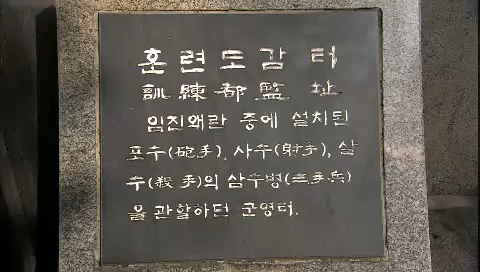 훈련도감터
訓練都監址
임진왜란 중에 설치된
포수(砲手), 사수(射手), 살
수(殺手)의 삼수병(三手兵)
을 관할하던 군영터.